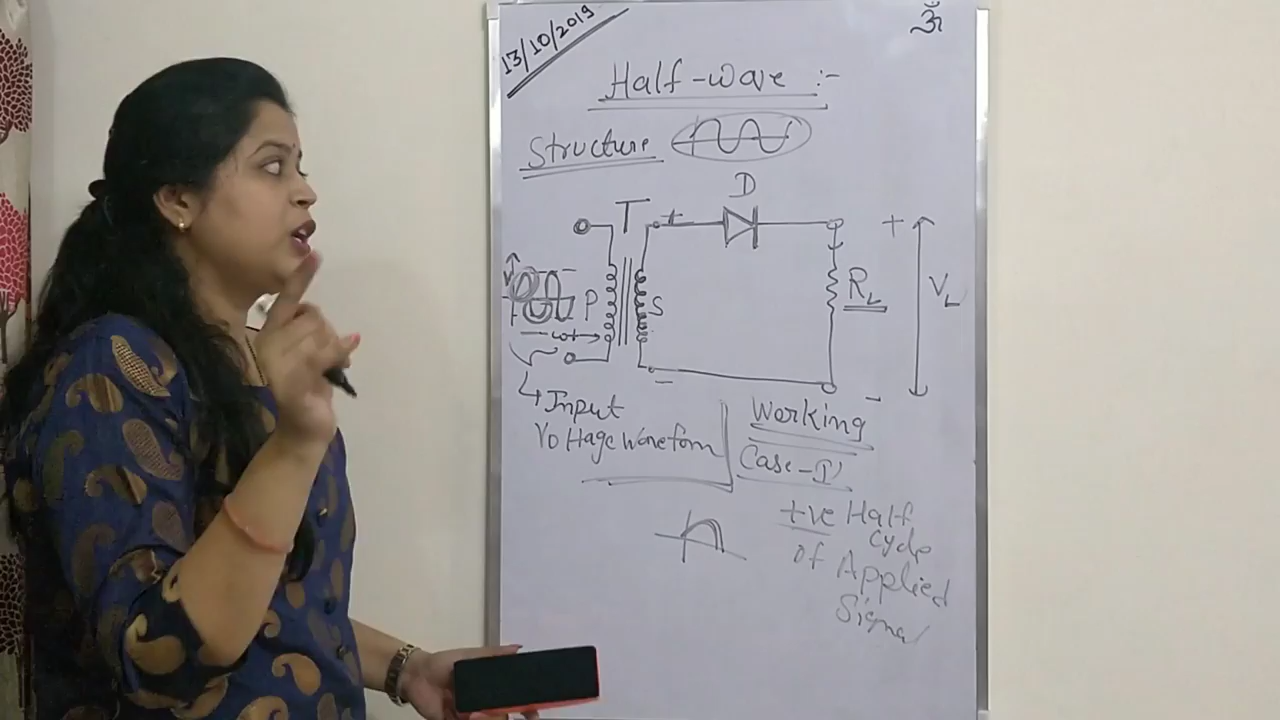 13/10/2019
ॐ
Half-wave :-
Structure
D
T
+
+
V
P
S
RL
VL
ωt
-
-
Input
Voltage Waveform
Working
Case-I
+ve Half
Cycle
of Applied
Signal